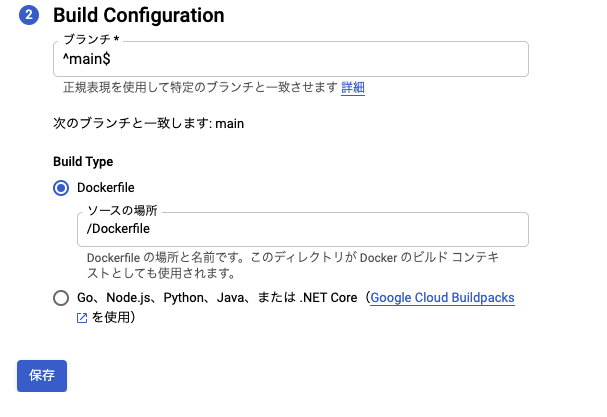 2 Build Configuration
ブランチ *
^main$
正規表現を使用して特定のブランチと一致させます 詳細
次のブランチと一致します: main
Build Type
Dockerfile
ソースの場所
/Dockerfile
Dockerfile の場所と名前です。このディレクトリが Docker のビルド コンテキ
ストとしても使用されます。
Go、Node.js、Python、Java、または .NET Core（Google Cloud Buildpacks
を使用）
保存